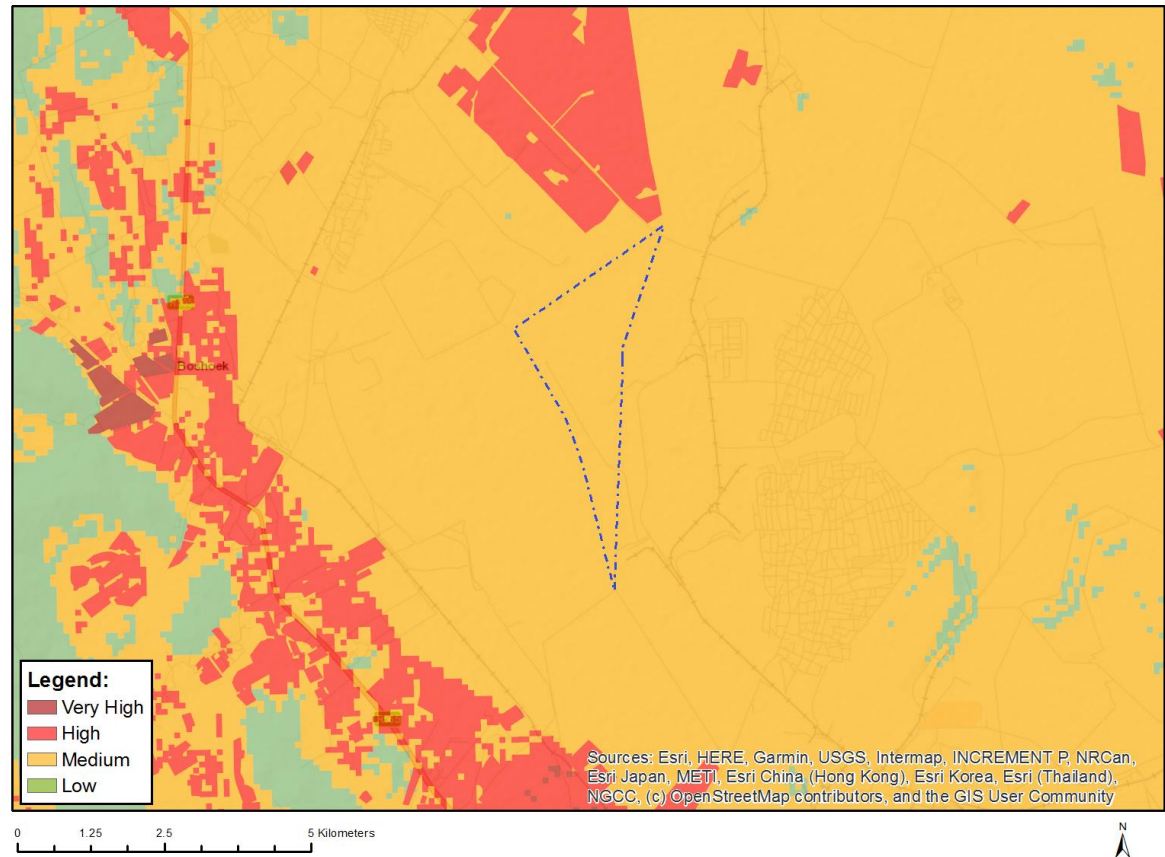 Boshoek
Legend:
Very High
High
Medium
Low
Sources: Esri, HERE, Garmin, USGS, Intermap, INCREMENT P, NRCan,
Esri Japan, METI, Esri China (Hong Kong), Esri Korea, Esri (Thailand),
NGCC, (c) OpenStreetMap contributors, and the GIS User Community
0 1.25 2.5 5 Kilometers
N